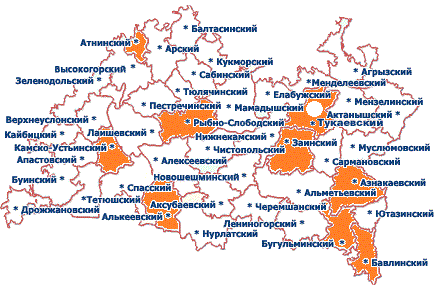 * Балтасинский
Атнинский *
* Арский
* Кукморский
Высокогорский *
* Сабинский
* Агрызский
Зеленодольский *
* Менделеевский
* Тюлячинский
Елабужский *
* Мензелинский
* Пестречинский
* Мамадышский
* Актанышский
Верхнеуслонский *
* Рыбно-Слободский
* Тукаевский
Кайбицкий *
Лаишевский *
Нижнекамский *
* Заинский
Камско-Устьинский *
* Чистопольский
* Муслюмовский
Апастовский *
* Алексеевский
* Сармановский
Буинский *
Новошешминский *
* Азнакаевский
* Спасский
* Альметьевский
* Тетюшский
Аксубаевский *
* Черемшанский
* Дрожжановский
Алькеевский *
* Ютазинский
Лениногорский *
* Нурлатский
Бугульминский *
* Бавлинский